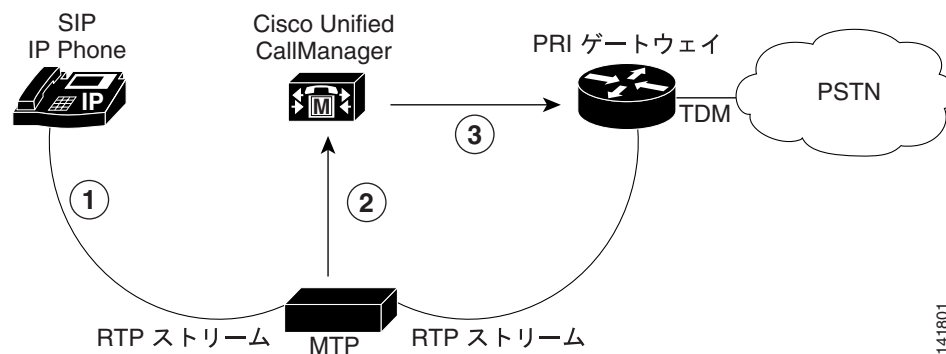 SIP
IP Phone
Cisco Unified
CallManager
PRI ゲートウェイ
IP
M
PSTN
TDM
3
1
2
RTP ストリーム
MTP
RTP ストリーム
141801